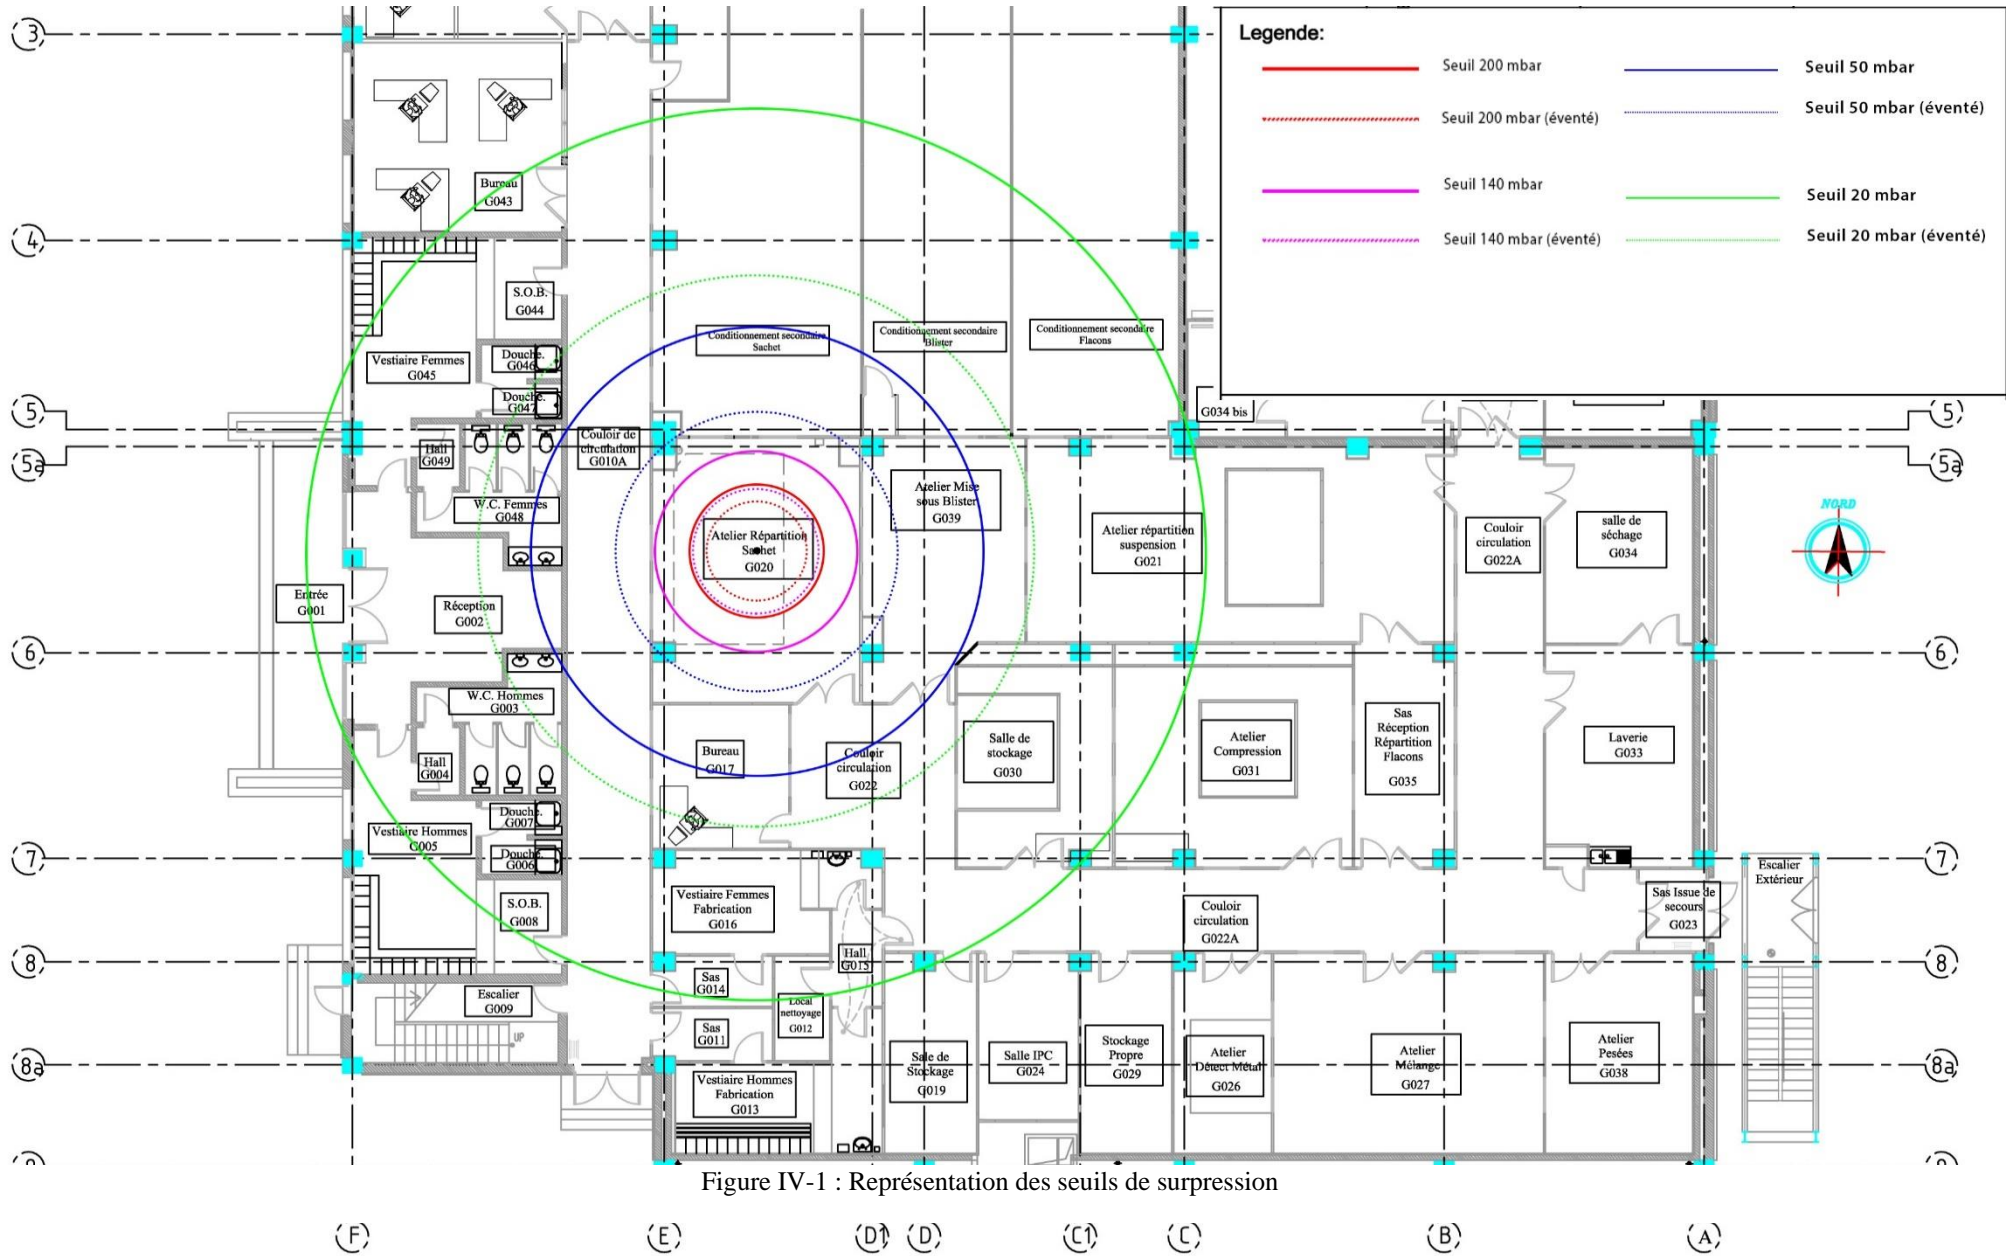 Legende:
Seuil 200 mbar
Seuil 50 mbar
Seuil 200 mbar (éventé)
Seuil 50 mbar (éventé)
Seuil 140 mbar
Seuil 20 mbar
Seuil 140 mbar (éventé)
Seuil 20 mbar (éventé)
3
Bureau
G043
4
S.O.B.
G044
Conditionnement secondaire
Sachet
Conditionnement secondaire
Blister
Conditionnement secondaire
Flacons
Vestiaire Femmes
G045
Douche.
G046
Douche.
G047
G034 bis
5
5
5a
5a
Hall
G049
Couloir de
circulation
G010A
W.C. Femmes
G048
Atelier Mise
sous Blister
G039
Atelier Répartition
Sachet
G020
Atelier répartition
suspension
G021
Couloir
circulation
G022A
salle de
séchage
G034
NORD
Entrée
G001
Réception
G002
6
6
W.C. Hommes
G003
Hall
G004
Bureau
G017
Couloir
circulation
G022
Salle de
stockage
G030
Atelier
Compression
G031
Sas
Réception
Répartition
Flacons
G035
Laverie
G033
Douche.
G007
Vestiaire Hommes
G005
Douche.
G006
7
7
Escalier
Extérieur
S.O.B.
G008
Vestiaire Femmes
Fabrication
G016
Couloir
circulation
G022A
Sas Issue de
secours
G023
Hall
G015
8
8
Sas
G014
Escalier
G009
UP
Local
nettoyage
G012
Sas
G011
8a
8a
Sale de
Stockage
G019
Salle IPC
G024
Stockage
Propre
G029
Atelier
Détect Métal
G026
Atelier
Mélange
G027
Atelier
Pesées
G038
Vestiaire Hommes
Fabrication
G013
Figure IV-1 : Représentation des seuils de surpression
F
E
D1
D
C1
C
B
A